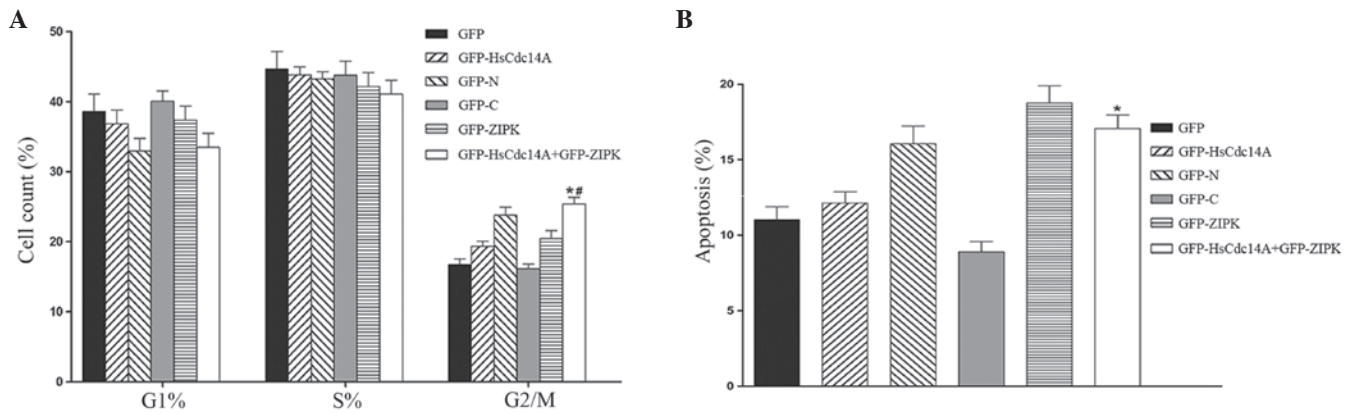 A
Cell count (%)
50
40
30
20
10
0
G1%
S%
G2/M
*#
GFP
GFP-HsCdc14A
GFP-N
GFP-C
GFP-ZIPK
GFP-HsCdc14A+GFP-ZIPK
B
Apoptosis (%)
20
15
10
5
0
*
GFP
GFP-HsCdc14A
GFP-N
GFP-C
GFP-ZIPK
GFP-HsCdc14A+GFP-ZIPK